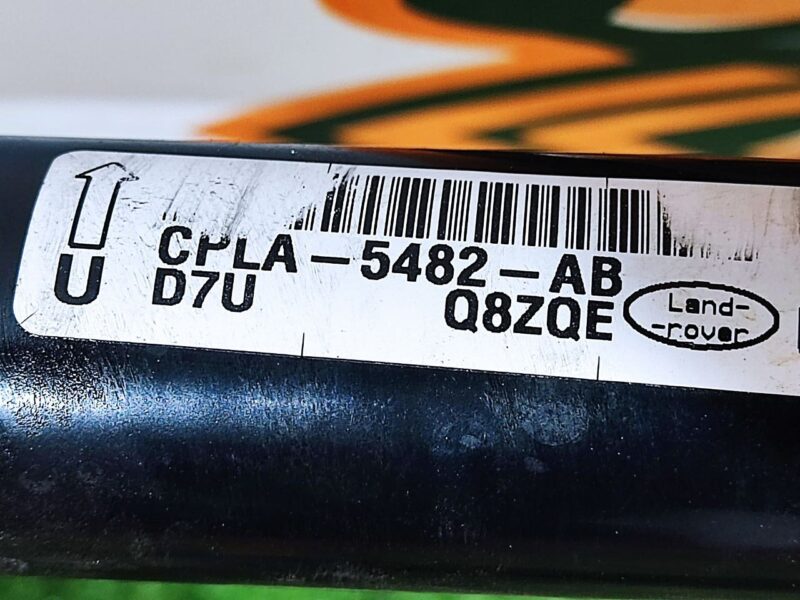 U
CPLA-5482-AB
D7U Q8ZQE
Land-
-rover